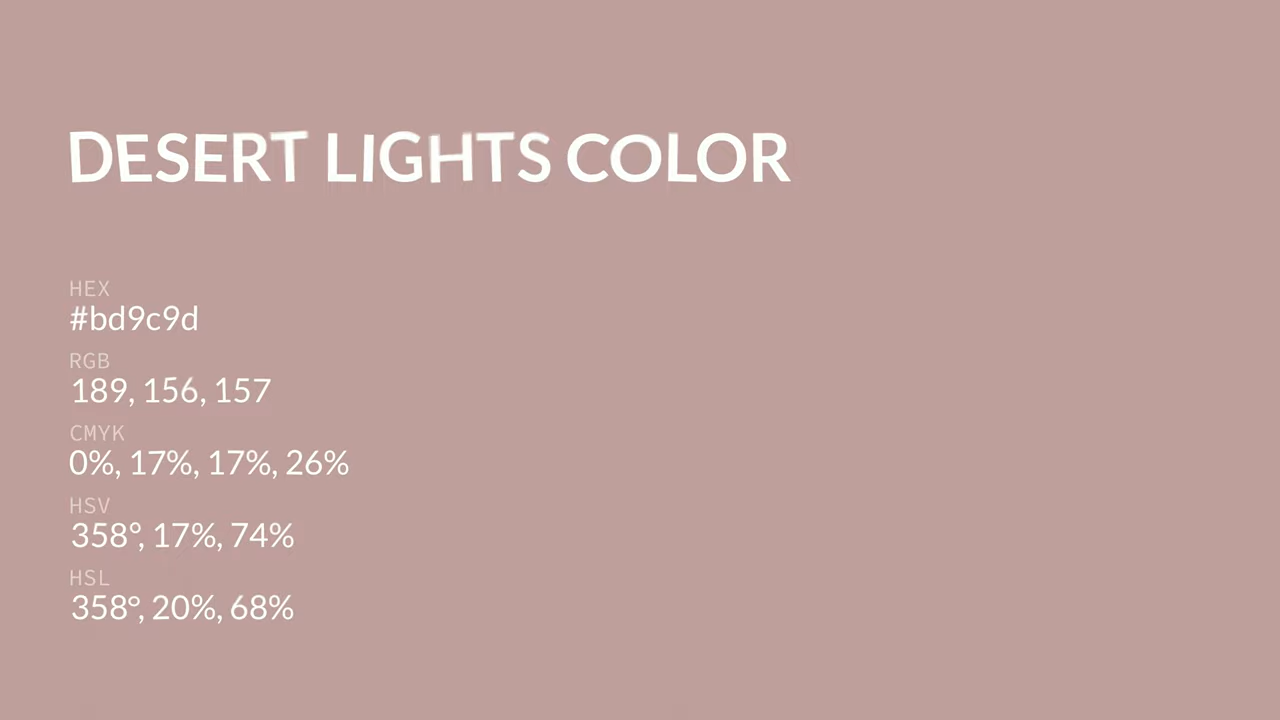 DESERT LIGHTS COLOR
HEX
#bd9c9d
RGB
189, 156, 157
CMYK
0%, 17%, 17%, 26%
HSV
358°, 17%, 74%
HSL
358°, 20%, 68%